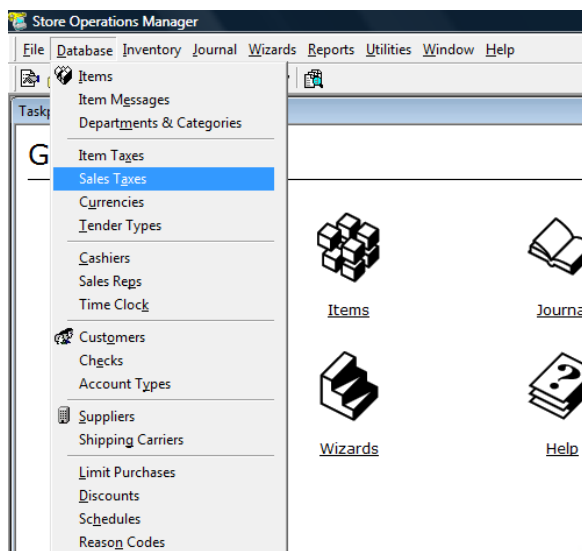 Store Operations Manager
File Database Inventory Journal Wizards Reports Utilities Window Help
Items
Item Messages
Departments & Categories
Item Taxes
Sales Taxes
Currencies
Tender Types
Cashiers
Sales Reps
Time Clock
Items
Journa
Customers
Checks
Account Types
Suppliers
Shipping Carriers
Wizards
Help
Limit Purchases
Discounts
Schedules
Reason Codes